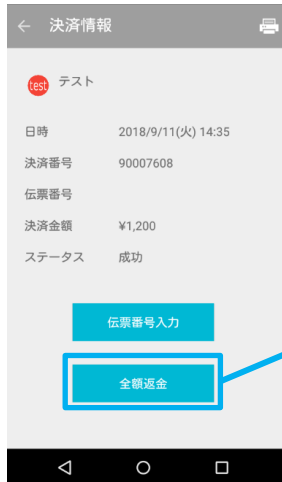 決済情報
test テスト
日時 2018/9/11(火) 14:35
決済番号 90007608
伝票番号
決済金額 ¥1,200
ステータス 成功
伝票番号入力
全額返金